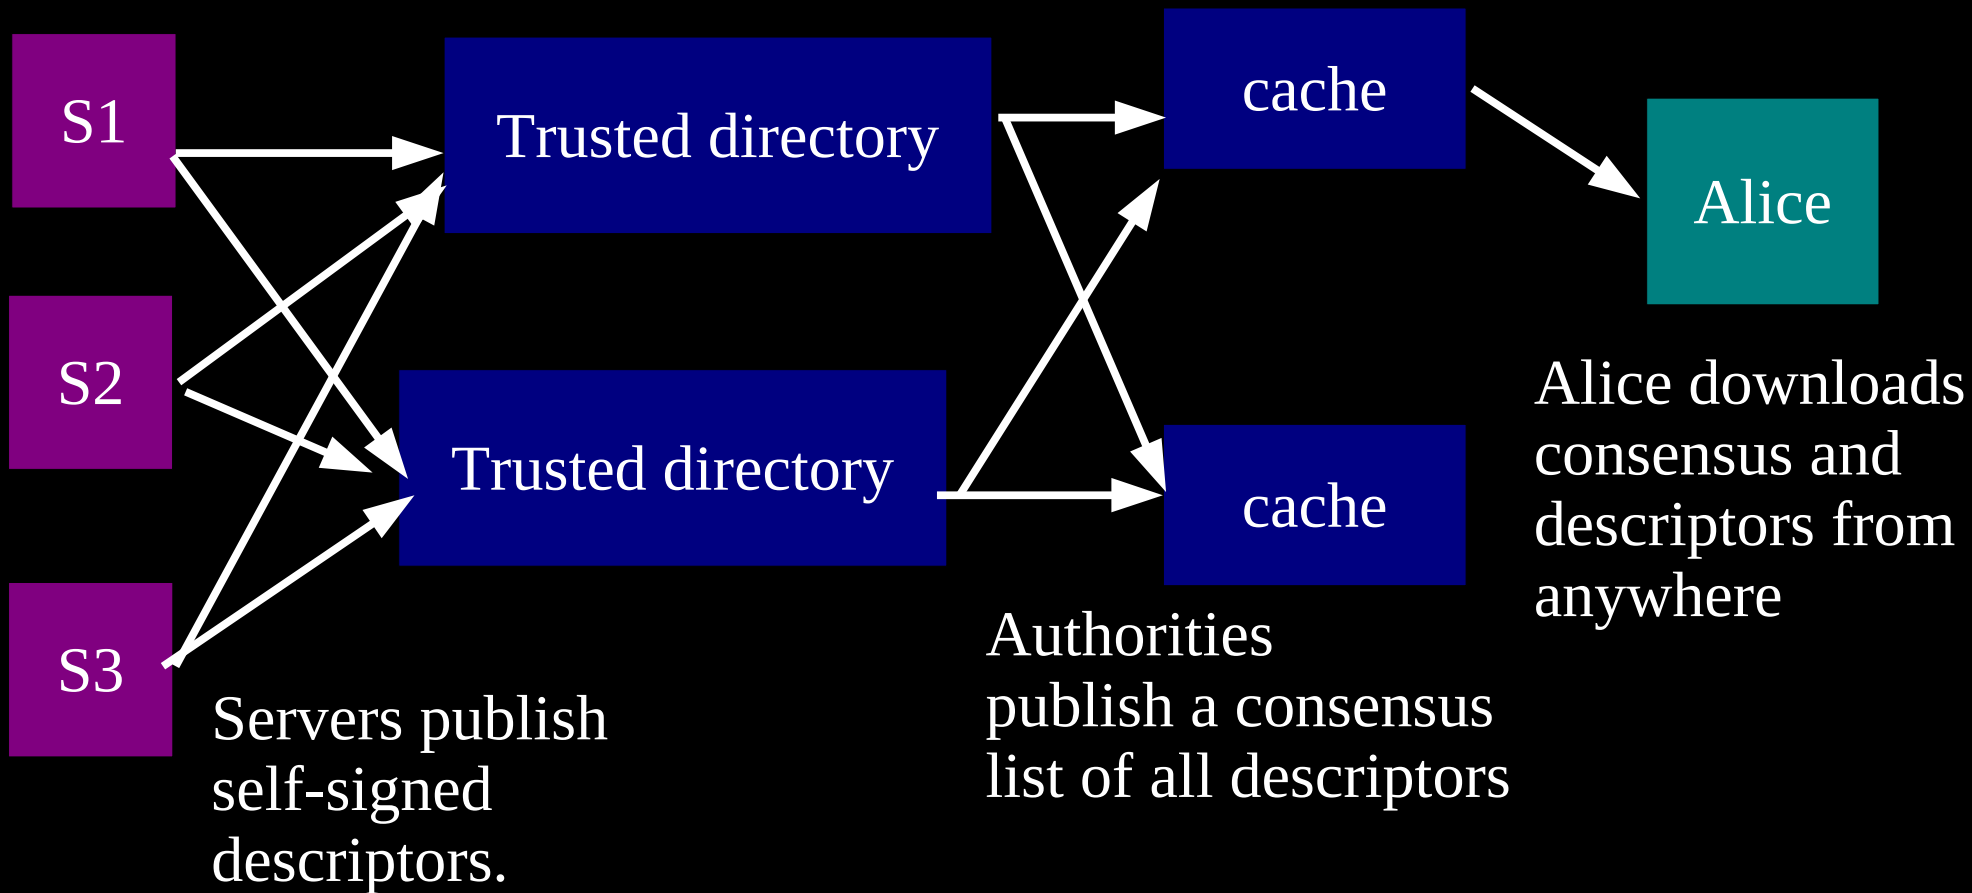 S1
Trusted directory
cache
Alice
S2
Trusted directory
cache
S3
Servers publish
self-signed
descriptors.
Authorities
publish a consensus
list of all descriptors
Alice downloads
consensus and
descriptors from
anywhere